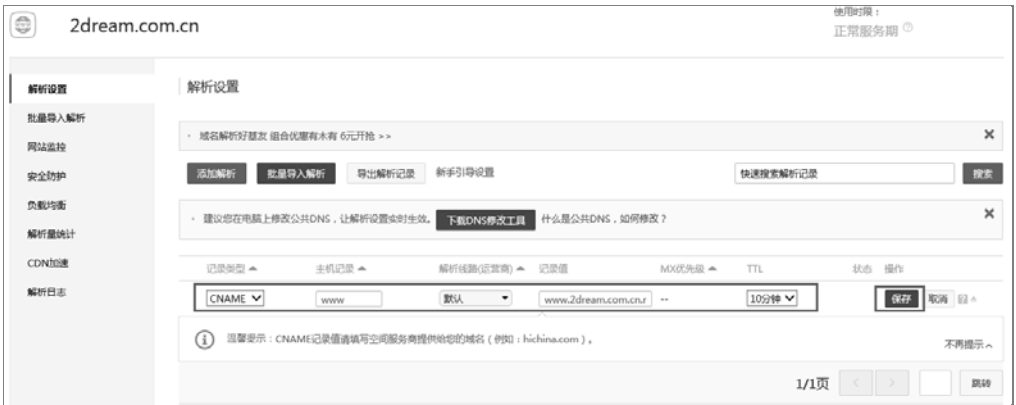 使用时限：
2dream.com.cn
正常服务期
解析设置
批量导入解析
网站监控
安全防护
负载均衡
解析量统计
CDN加速
解析日志
解析设置
· 域名解析好基友 组合优惠有木有 6元开抢 >>
添加解析 批量导入解析 导出解析记录 新手引导设置 快速搜索解析记录 搜索
· 建议您在电脑上修改公共DNS，让解析设置实时生效。 下载DNS修改工具 什么是公共DNS，如何修改？
记录类型 主机记录 解析线路(运营商) 记录值 MX优先级 TTL 状态 操作
CNAME www 默认 www.2dream.com.cn.r -- 10分钟 保存 取消
温馨提示：CNAME记录值请填写空间服务商提供给您的域名（例如：hichina.com）。
不再提示
1/1页 < > 跳转